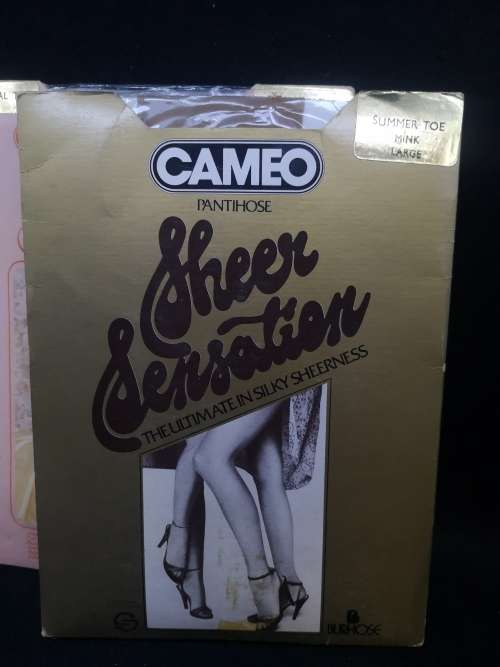 SUMMER TOE
MINK
LARGE
CAMEO
PANTIHOSE
Sheer
Sensation
THE ULTIMATE IN SILKY SHEERNESS
BURHOSE